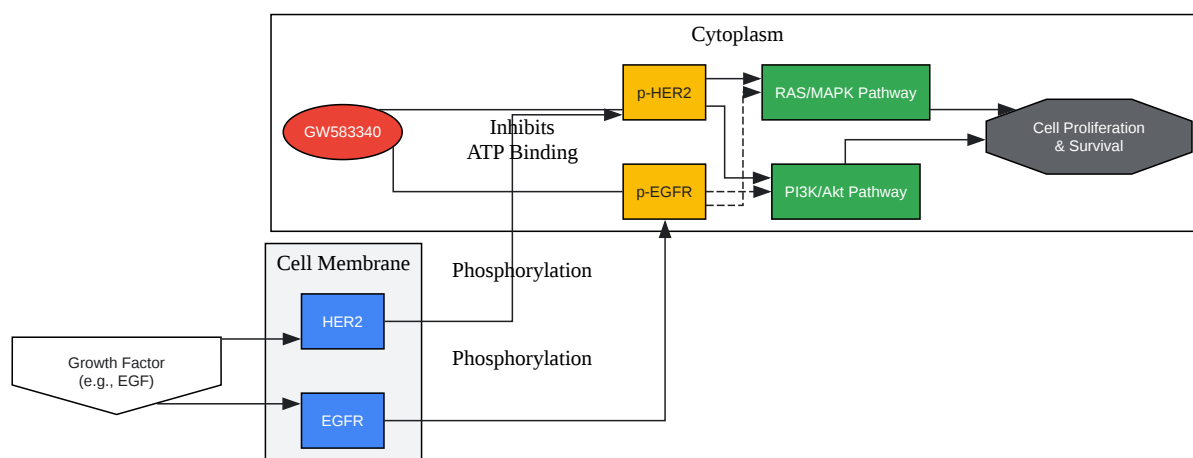 Cytoplasm
p-HER2
RAS/MAPK Pathway
GW583340
Inhibits
ATP Binding
Cell Proliferation
& Survival
p-EGFR
PI3K/Akt Pathway
Cell Membrane
Phosphorylation
HER2
Growth Factor
(e.g., EGF)
Phosphorylation
EGFR